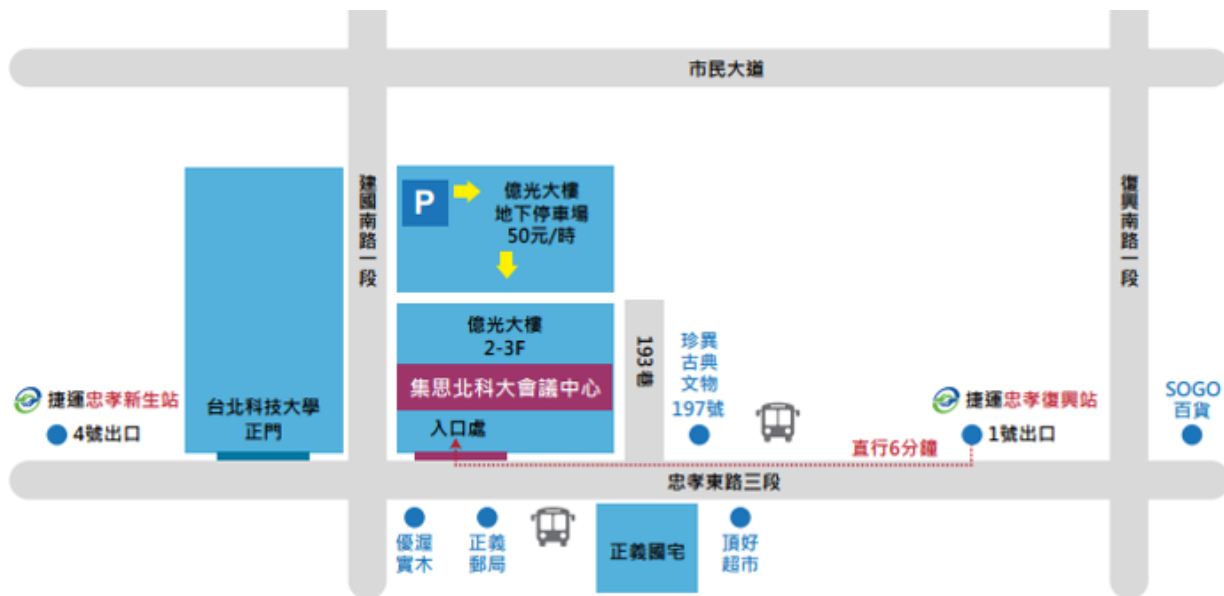 市民大道
建國南路一段
復興南路一段
P
億光大樓
地下停車場
50元/時
億光大樓
2-3F
集思北科大會議中心
入口處
193巷
珍異
古典
文物
197號
捷運忠孝新生站
4號出口
台北科技大學
正門
捷運忠孝復興站
1號出口
SOGO
百貨
直行6分鐘
忠孝東路三段
優渥
實木
正義
郵局
正義國宅
頂好
超市